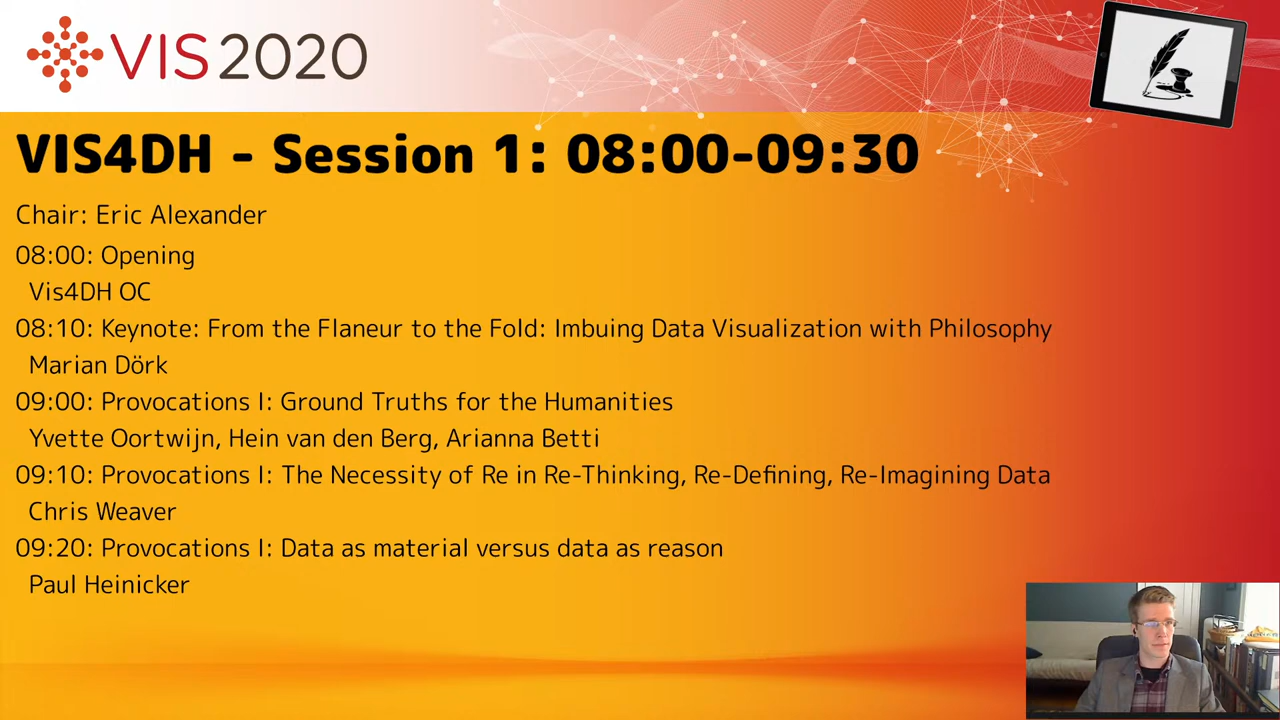 VIS2020
VIS4DH - Session 1: 08:00-09:30
Chair: Eric Alexander
08:00: Opening
Vis4DH OC
08:10: Keynote: From the Flaneur to the Fold: Imbuing Data Visualization with Philosophy
Marian Dörk
09:00: Provocations I: Ground Truths for the Humanities
Yvette Oortwijn, Hein van den Berg, Arianna Betti
09:10: Provocations I: The Necessity of Re in Re-Thinking, Re-Defining, Re-Imagining Data
Chris Weaver
09:20: Provocations I: Data as material versus data as reason
Paul Heinicker